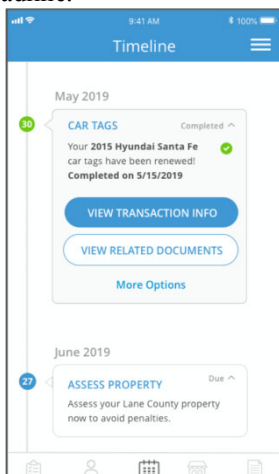 9:41 AM
100%
Timeline
May 2019
30
CAR TAGS
Completed
Your 2015 Hyundai Santa Fe
car tags have been renewed!
Completed on 5/15/2019
VIEW TRANSACTION INFO
VIEW RELATED DOCUMENTS
More Options
June 2019
27
ASSESS PROPERTY
Due
Assess your Lane County property
now to avoid penalties.